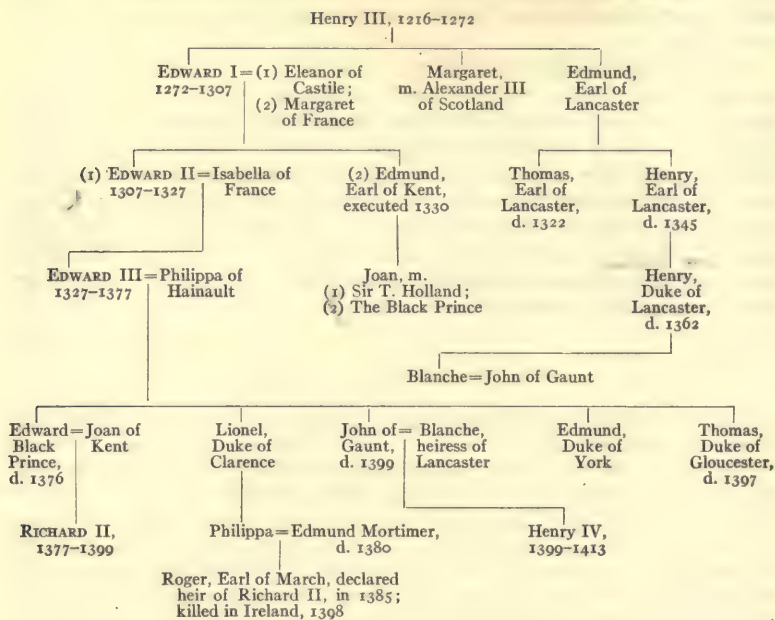 Henry III, 1216–1272
EDWARD I=(1) Eleanor of
1272–1307
Castile;
(2) Margaret
of France
Margaret,
m. Alexander III
of Scotland
Edmund,
Earl of
Lancaster
(1) EDWARD II=Isabella of
1307–1327
France
(2) Edmund,
Earl of Kent,
executed 1330
Thomas,
Earl of
Lancaster,
d. 1322
Henry,
Earl of
Lancaster,
d. 1345
EDWARD III=Philippa of
1327–1377
Hainault
Joan, m.
(1) Sir T. Holland;
(2) The Black Prince
Henry,
Duke of
Lancaster,
d. 1362
Blanche=John of Gaunt
Edward=Joan of
Black
Kent
Prince,
d. 1376
Lionel,
Duke of
Clarence
John of=
Gaunt,
d. 1399
Blanche,
heiress of
Lancaster
Edmund,
Duke of
York
Thomas,
Duke of
Gloucester,
d. 1397
RICHARD II,
1377–1399
Philippa=Edmund Mortimer,
d. 1380
Henry IV,
1399–1413
Roger, Earl of March, declared
heir of Richard II, in 1385;
killed in Ireland, 1398